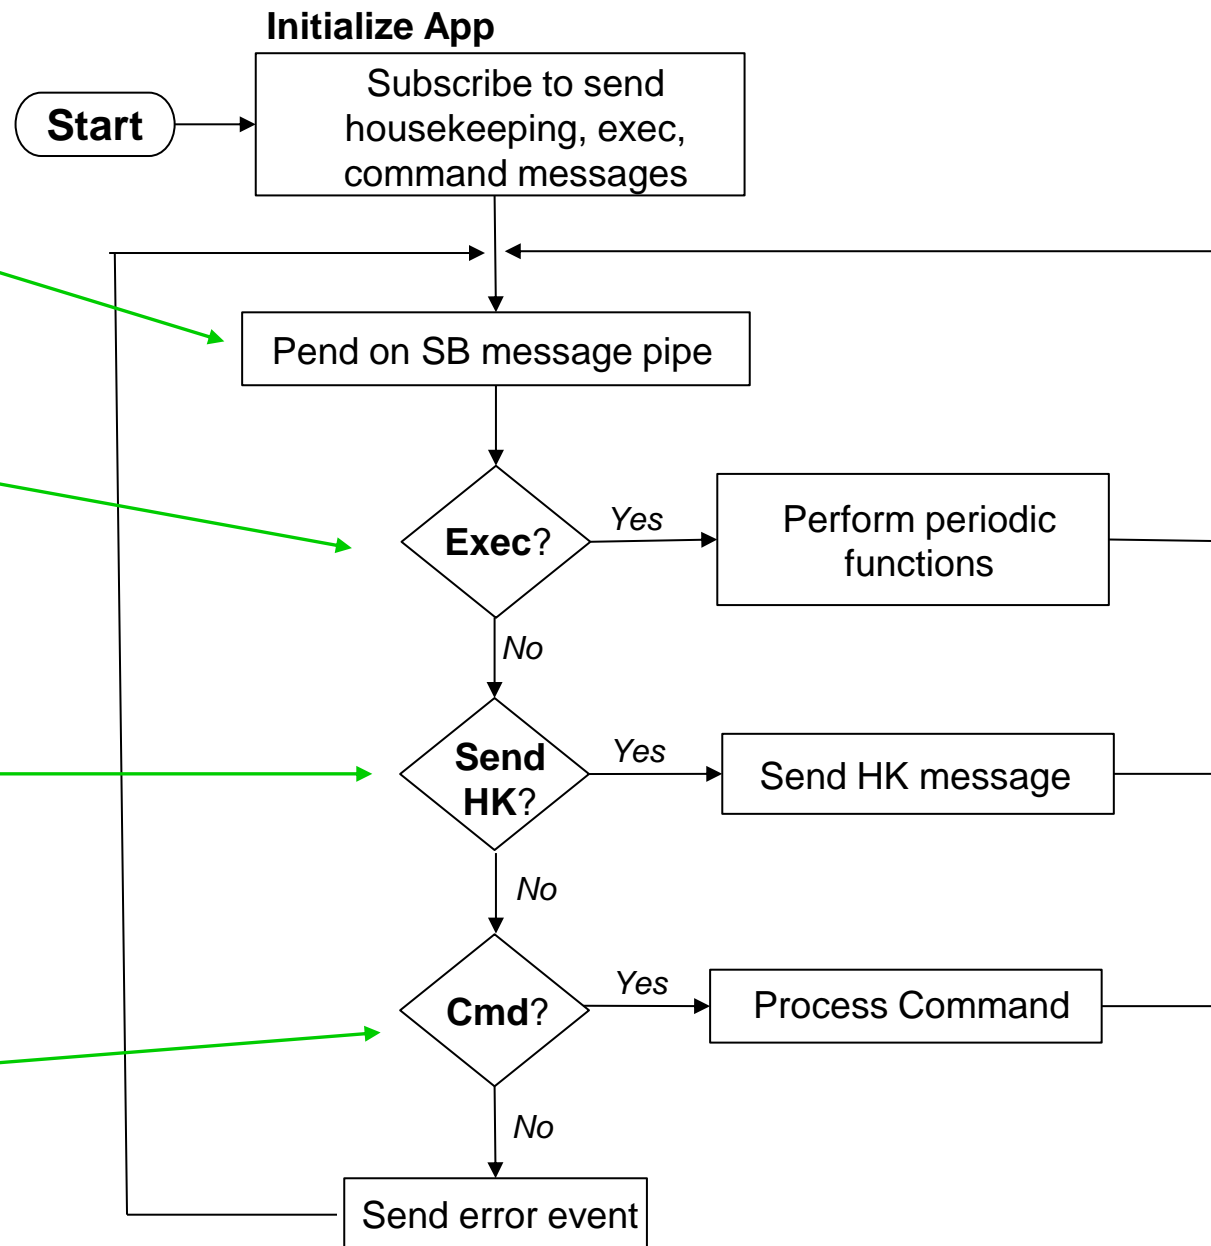 Initialize App
Start
Subscribe to send
housekeeping, exec,
command messages
Pend on SB message pipe
Exec?
Yes
Perform periodic
functions
No
Send
HK?
Yes
Send HK message
No
Cmd?
Yes
Process Command
No
Send error event